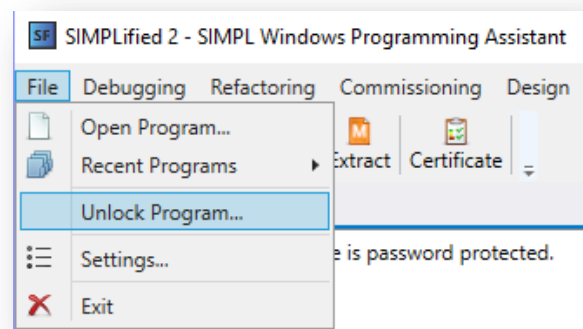 SF SIMPLified 2 - SIMPL Windows Programming Assistant
File Debugging Refactoring Commissioning Design
Open Program...
Recent Programs
Extract Certificate
Unlock Program...
Settings...
e is password protected.
Exit